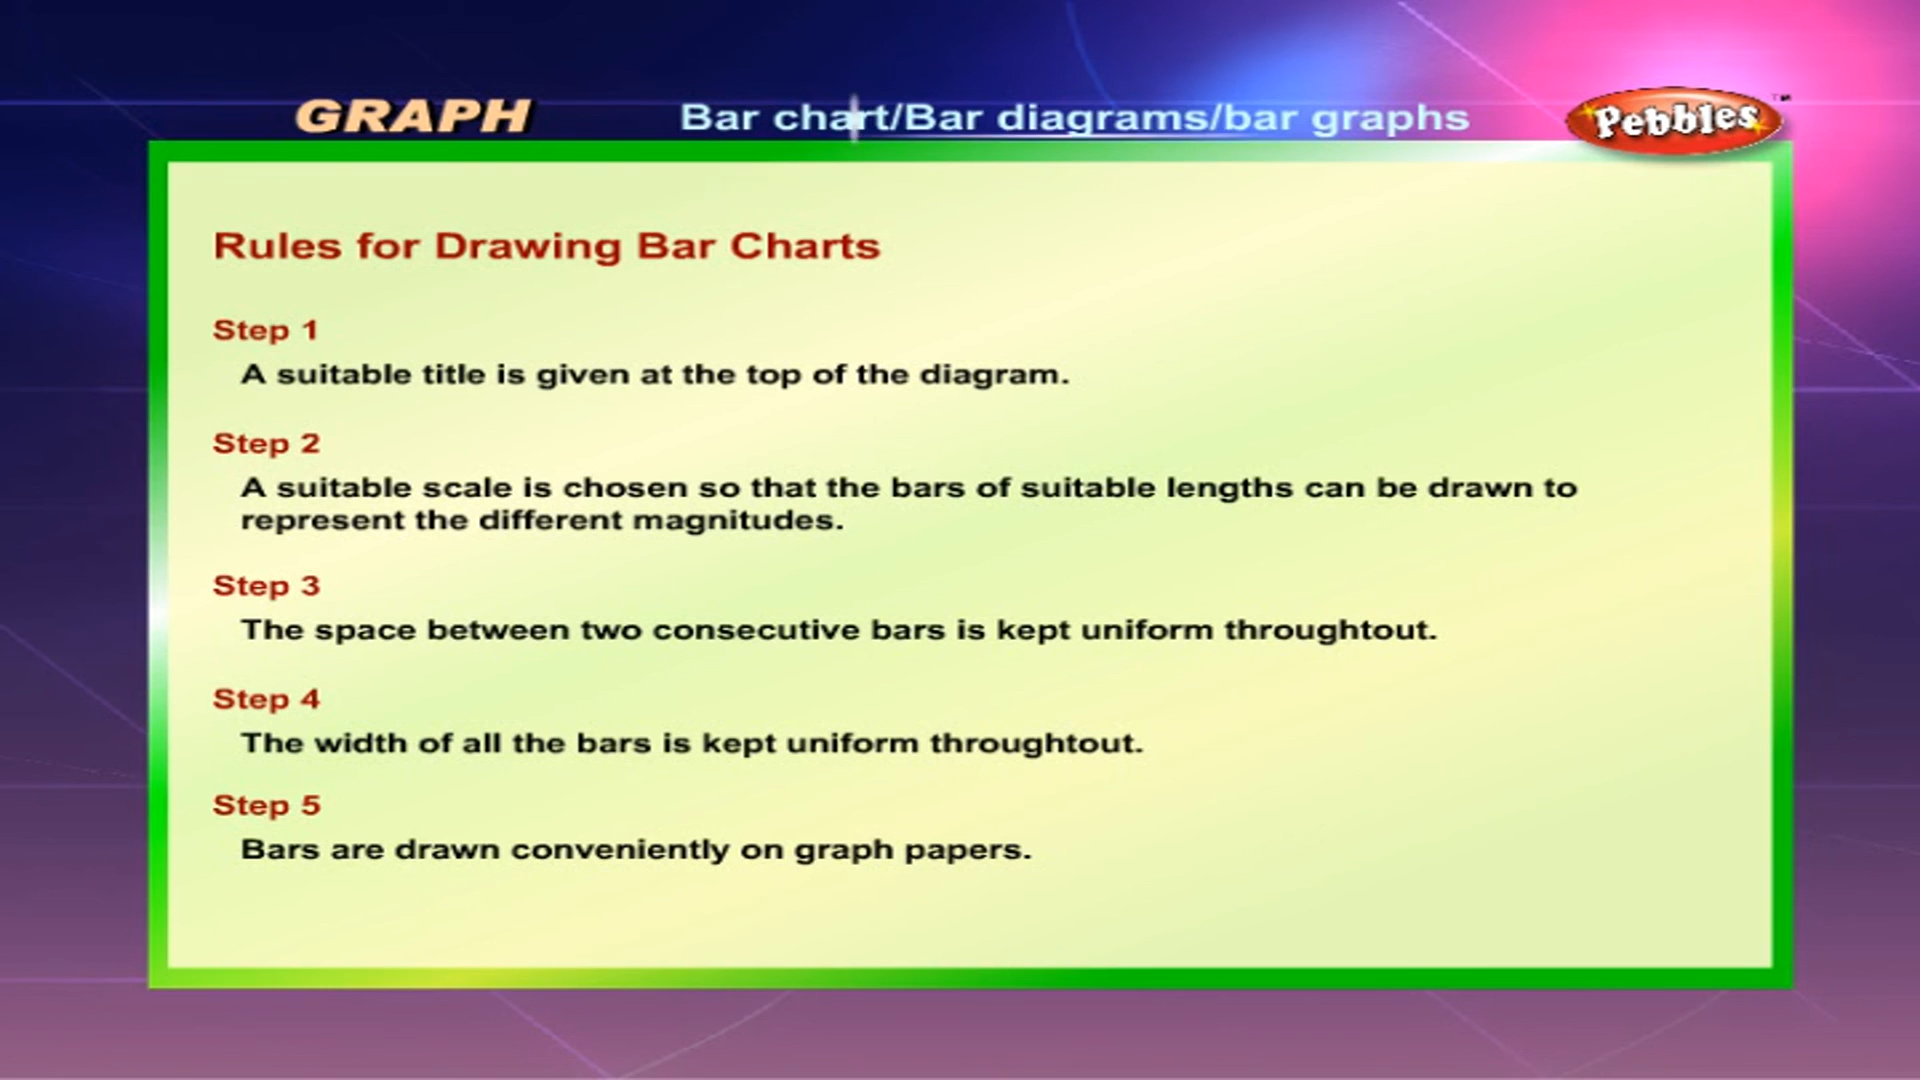 GRAPH
Bar chart/Bar diagrams/bar graphs
Pebbles™
Rules for Drawing Bar Charts
Step 1
A suitable title is given at the top of the diagram.
Step 2
A suitable scale is chosen so that the bars of suitable lengths can be drawn to
represent the different magnitudes.
Step 3
The space between two consecutive bars is kept uniform throughtout.
Step 4
The width of all the bars is kept uniform throughtout.
Step 5
Bars are drawn conveniently on graph papers.